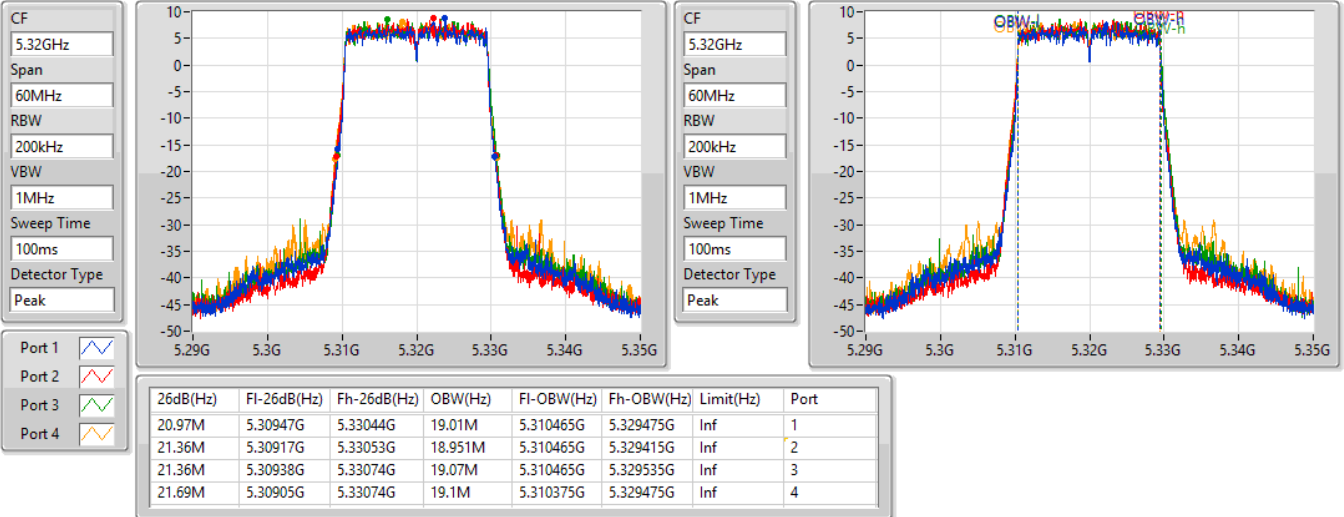 CF
5.32GHz
Span
60MHz
RBW
200kHz
VBW
1MHz
Sweep Time
100ms
Detector Type
Peak
Port 1
Port 2
Port 3
Port 4
10
5
0
-5
-10
-15
-20
-25
-30
-35
-40
-45
-50
5.29G 5.3G 5.31G 5.32G 5.33G 5.34G 5.35G
CF
5.32GHz
Span
60MHz
RBW
200kHz
VBW
1MHz
Sweep Time
100ms
Detector Type
Peak
10
5
0
-5
-10
-15
-20
-25
-30
-35
-40
-45
-50
OBW-l OBW-h
5.29G 5.3G 5.31G 5.32G 5.33G 5.34G 5.35G
26dB(Hz) Fl-26dB(Hz) Fh-26dB(Hz) OBW(Hz) Fl-OBW(Hz) Fh-OBW(Hz) Limit(Hz) Port
20.97M 5.30947G 5.33044G 19.01M 5.310465G 5.329475G Inf 1
21.36M 5.30917G 5.33053G 18.951M 5.310465G 5.329415G Inf 2
21.36M 5.30938G 5.33074G 19.07M 5.310465G 5.329535G Inf 3
21.69M 5.30905G 5.33074G 19.1M 5.310375G 5.329475G Inf 4